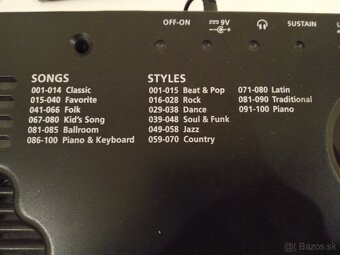 OFF-ON 9V SUSTAIN
SONGS
001-014 Classic
015-040 Favorite
041-066 Folk
067-080 Kid's Song
081-085 Ballroom
086-100 Piano & Keyboard
STYLES
001-015 Beat & Pop
016-028 Rock
029-038 Dance
039-048 Soul & Funk
049-058 Jazz
059-070 Country
071-080 Latin
081-090 Traditional
091-100 Piano
Bazos.sk